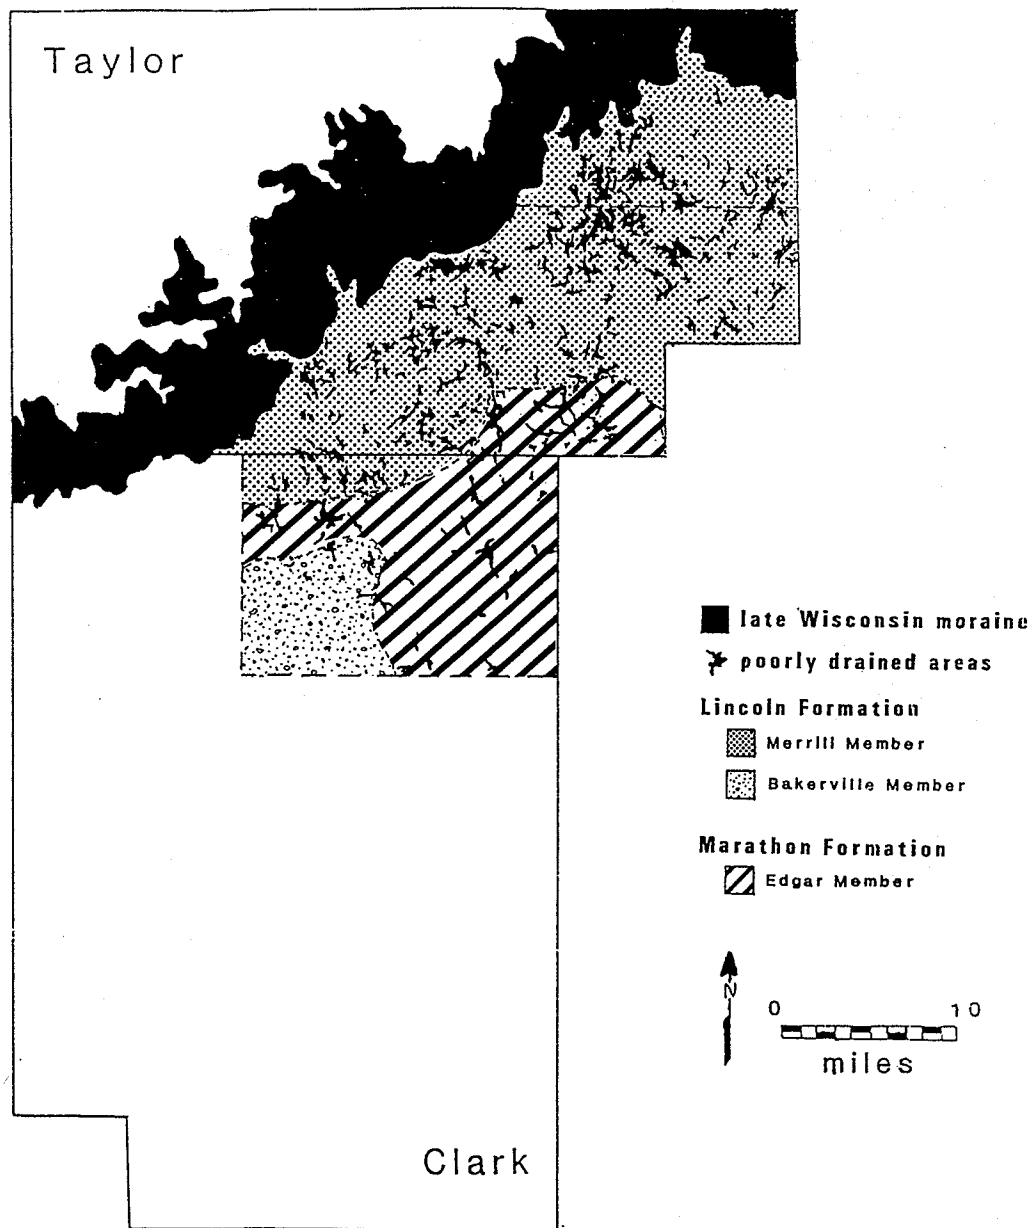 Taylor
late Wisconsin moraine
poorly drained areas
Lincoln Formation
Merrill Member
Bakerville Member
Marathon Formation
Edgar Member
N
0 10
miles
Clark